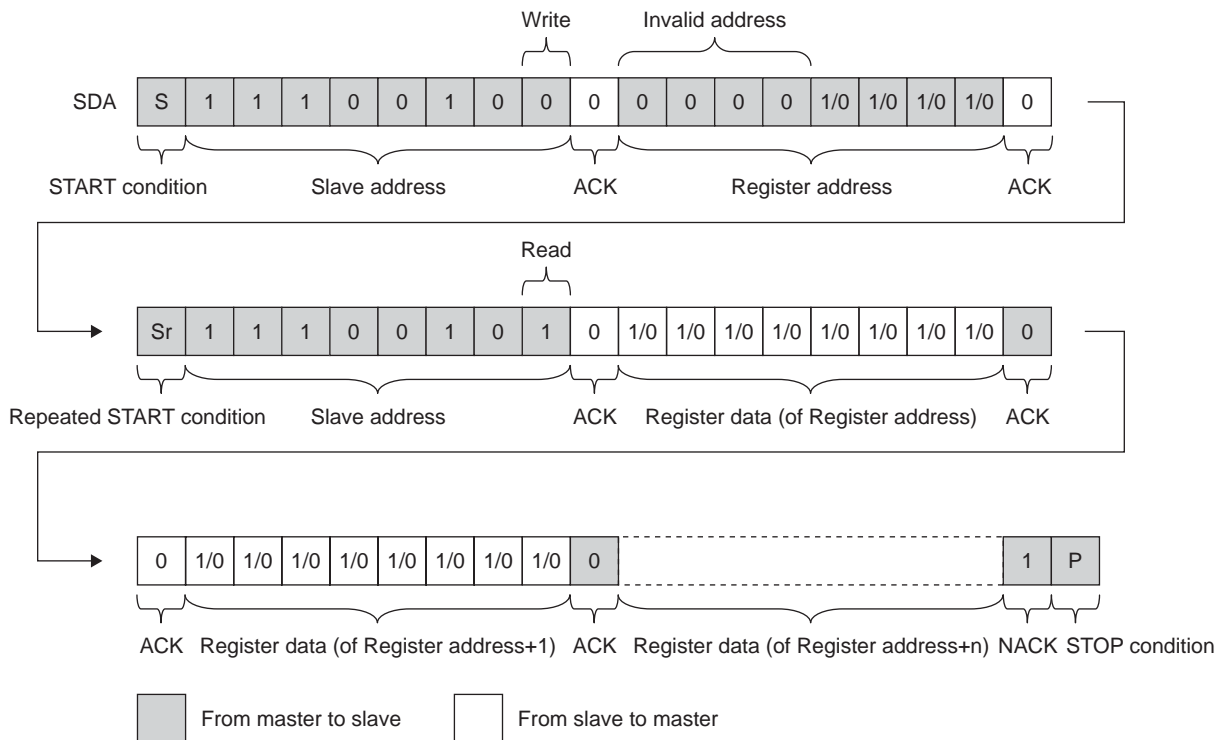 Write Invalid address
SDA S 1 1 1 0 0 1 0 0 0 0 0 0 0 1/0 1/0 1/0 1/0 0
START condition Slave address ACK Register address ACK
Read
Sr 1 1 1 0 0 1 0 1 0 1/0 1/0 1/0 1/0 1/0 1/0 1/0 1/0 0
Repeated START condition Slave address ACK Register data (of Register address) ACK
0 1/0 1/0 1/0 1/0 1/0 1/0 1/0 1/0 0 1 P
ACK Register data (of Register address+1) ACK Register data (of Register address+n) NACK STOP condition
From master to slave From slave to master